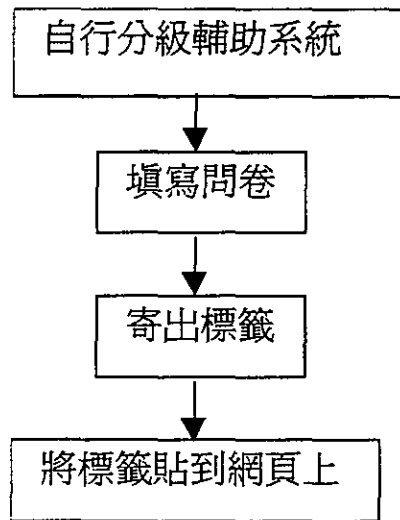 自行分級輔助系統
填寫問卷
寄出標籤
將標籤貼到網頁上